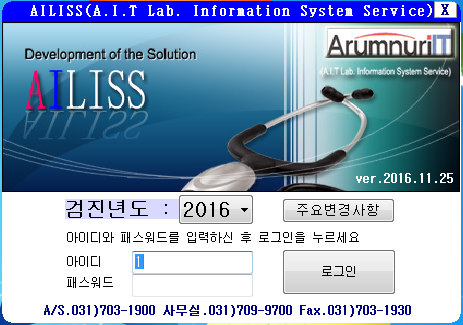 AILISS(A.I.T Lab. Information System Service) X
Development of the Solution
AILISS
ArumnuriIT
(A.I.T Lab. Information System Service)
ver.2016.11.25
검진년도 : 2016 주요변경사항
아이디와 패스워드를 입력하신 후 로그인을 누르세요
아이디 1
패스워드
로그인
A/S.031)703-1900 사무실.031)709-9700 Fax.031)703-1930